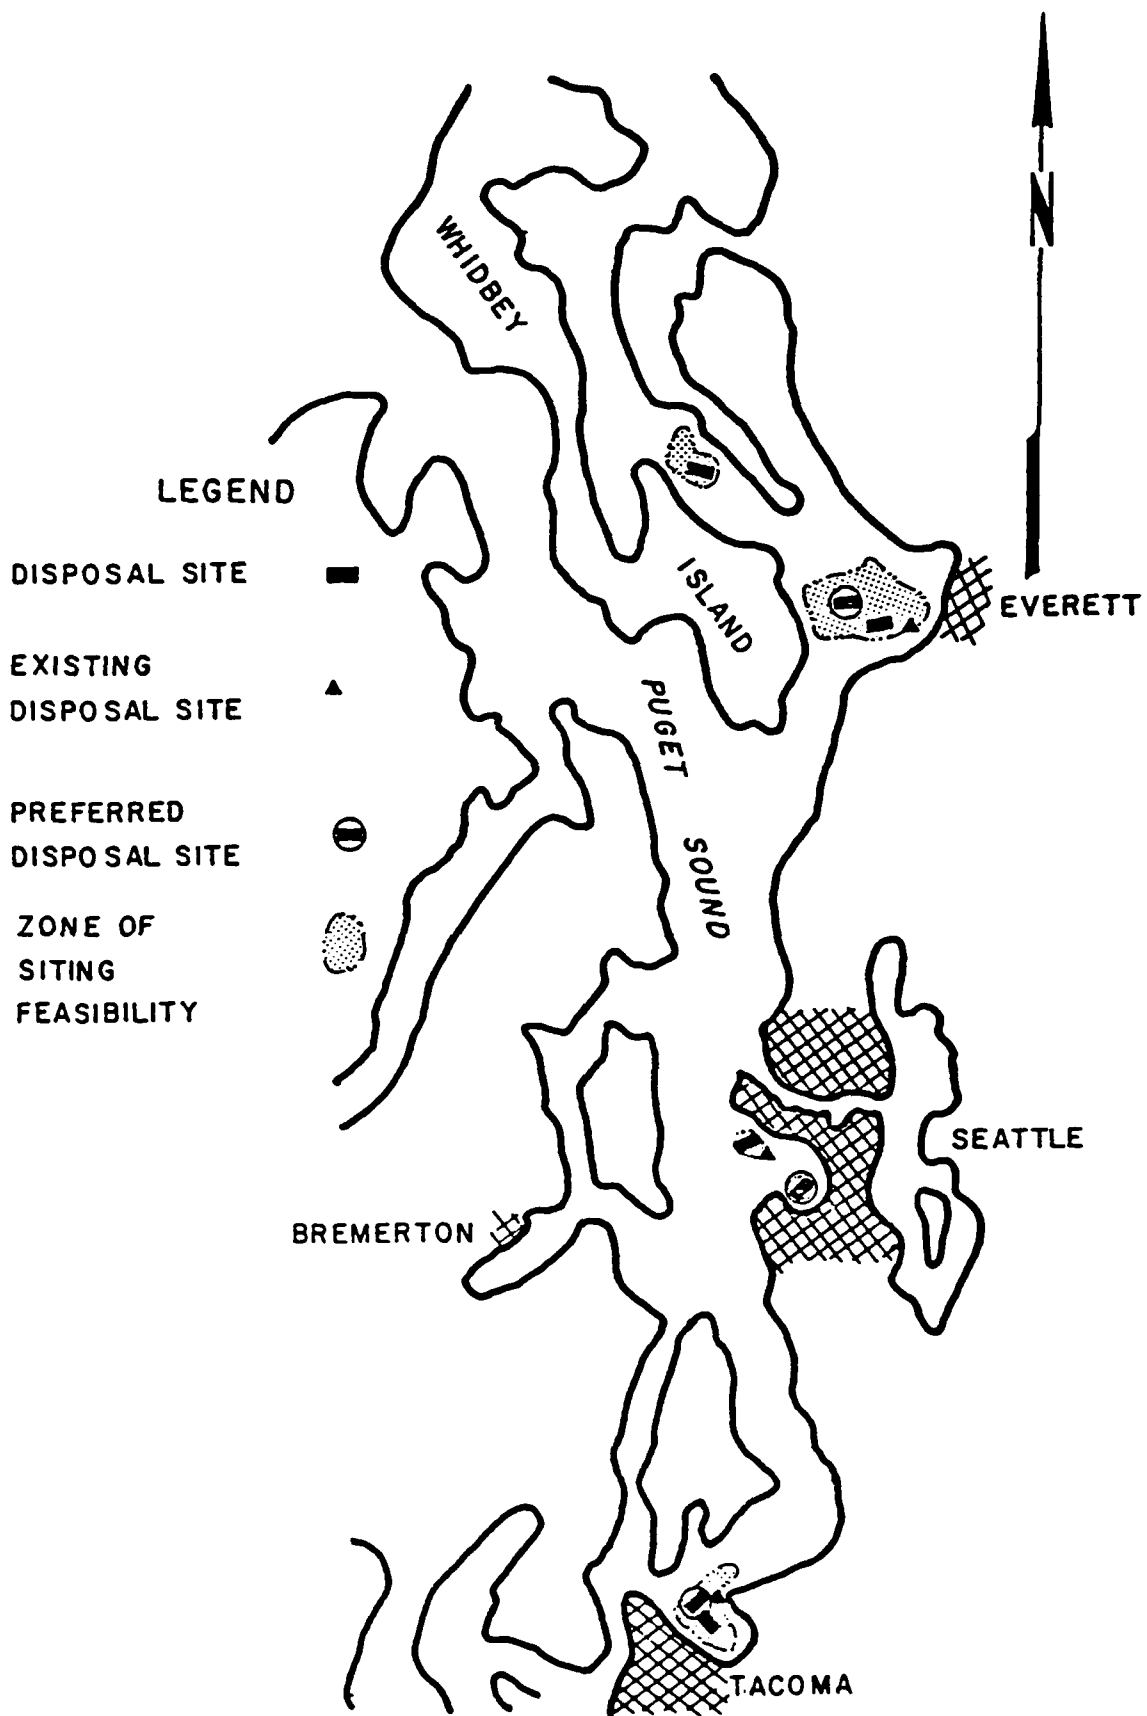 N
WHIDBEY
LEGEND
DISPOSAL SITE
EXISTING
DISPOSAL SITE
PREFERRED
DISPOSAL SITE
ZONE OF
SITING
FEASIBILITY
ISLAND
EVERETT
PUGET
SOUND
SEATTLE
BREMERTON
TACOMA